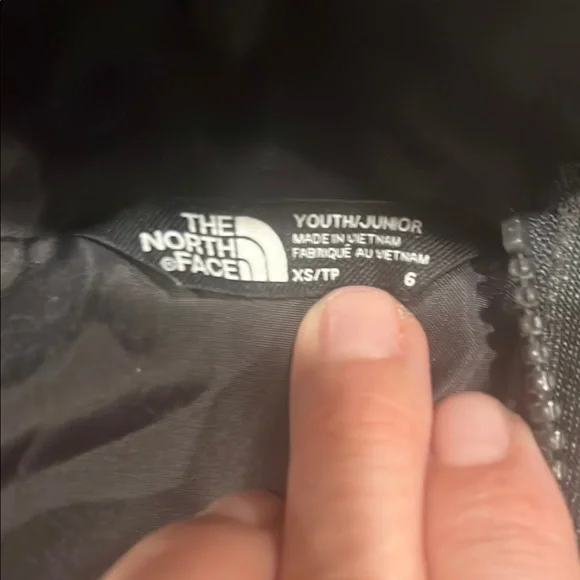 THE
NORTH
FACE
YOUTH/JUNIOR
MADE IN VIETNAM
FABRIQUÉ AU VIETNAM
XS/TP 6